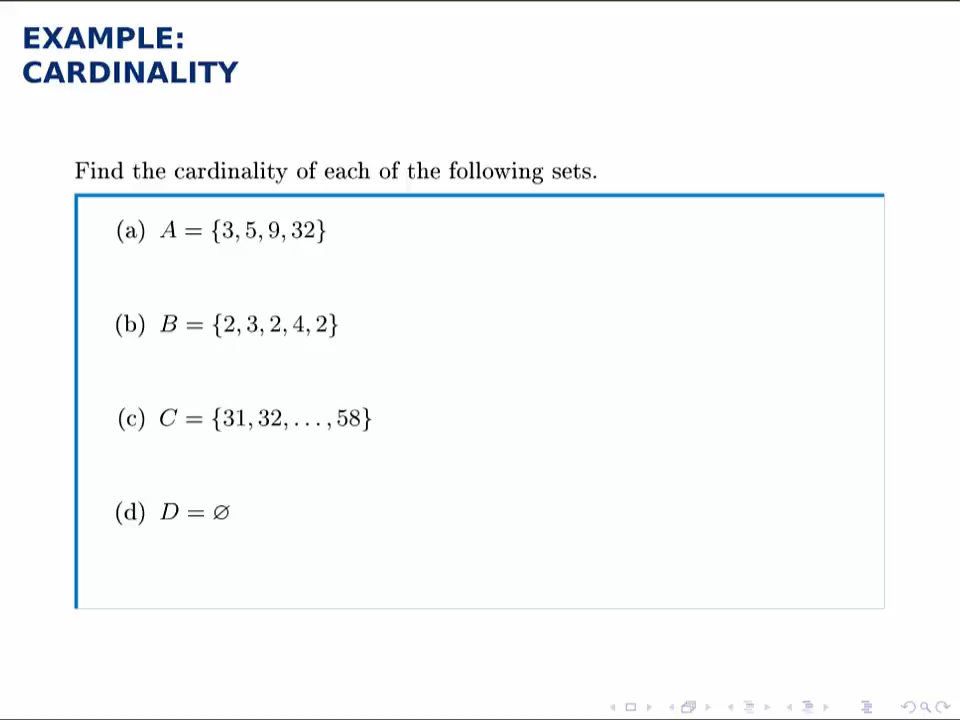 EXAMPLE:
CARDINALITY
Find the cardinality of each of the following sets.
(a) A = {3, 5, 9, 32}
(b) B = {2, 3, 2, 4, 2}
(c) C = {31, 32, . . . , 58}
(d) D = ∅